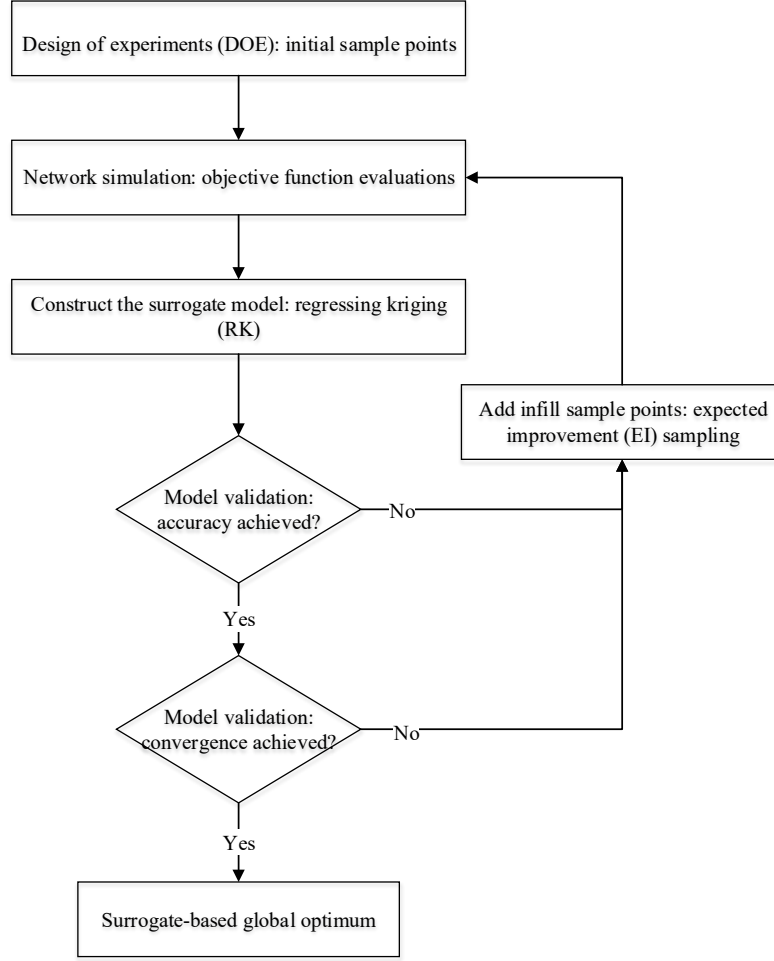 Design of experiments (DOE): initial sample points
Network simulation: objective function evaluations
Construct the surrogate model: regressing kriging
(RK)
Add infill sample points: expected
improvement (EI) sampling
Model validation:
accuracy achieved?
No
Yes
Model validation:
convergence achieved?
No
Yes
Surrogate-based global optimum